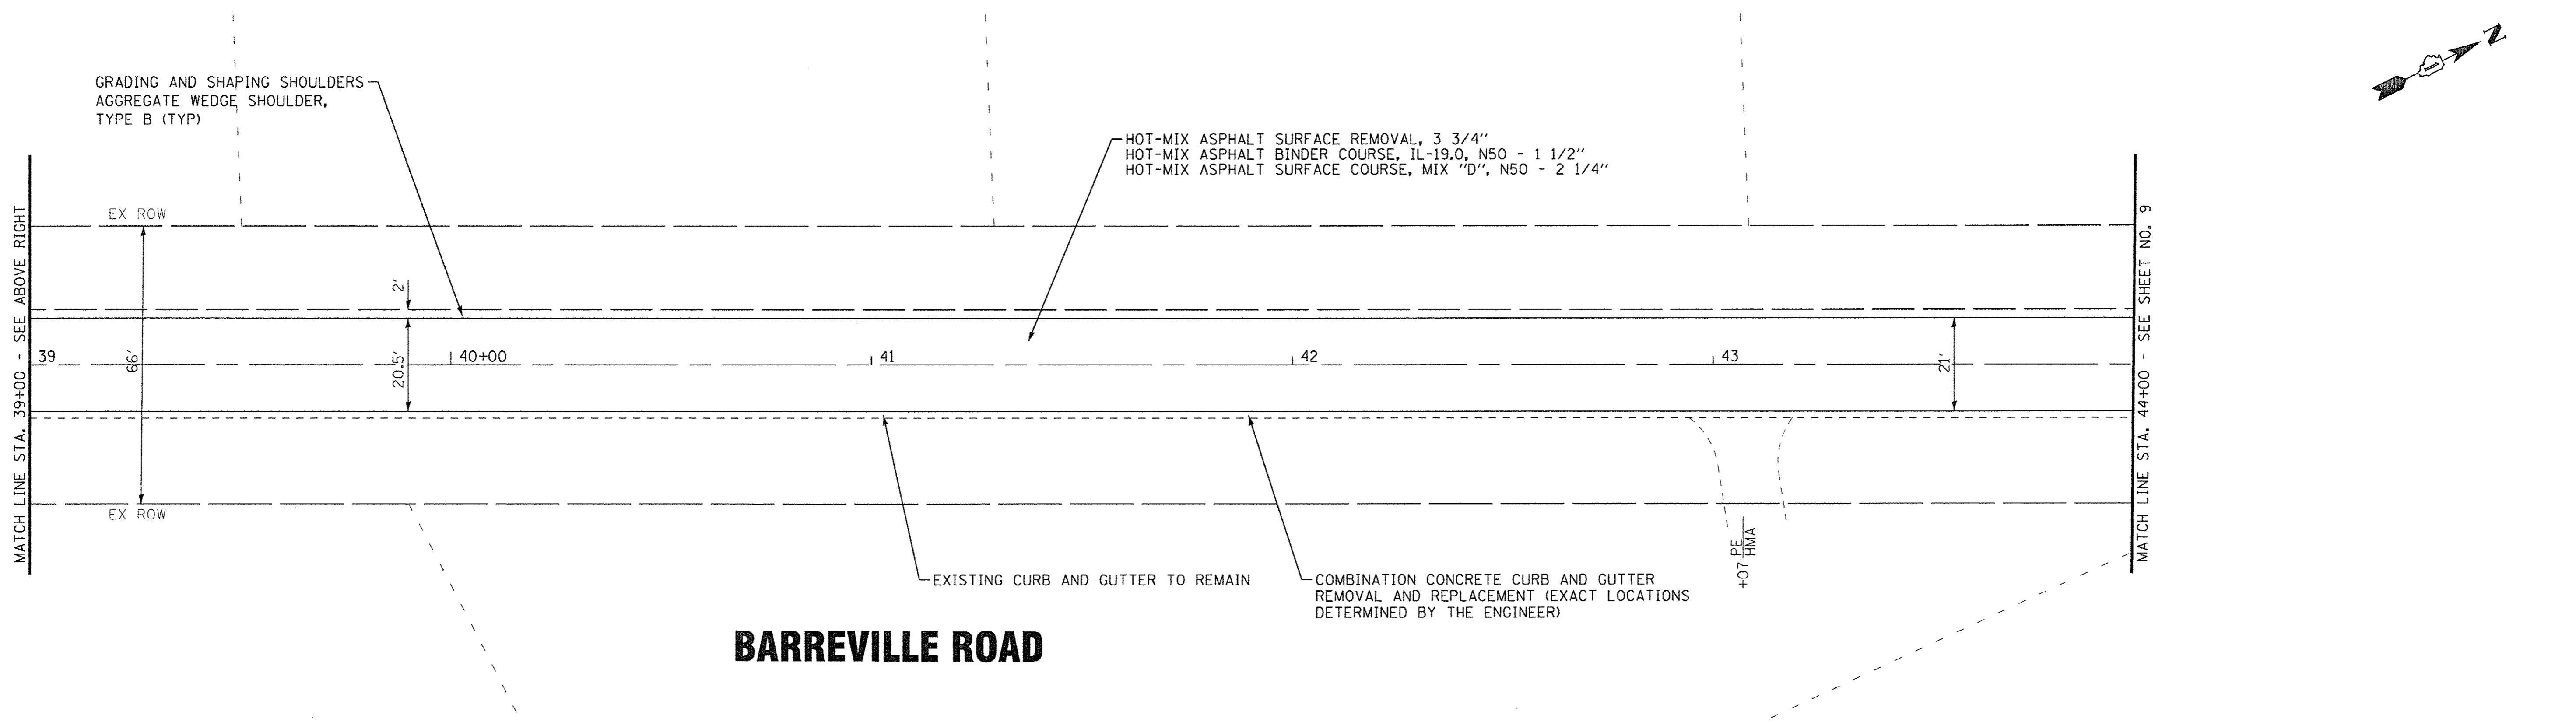 N
GRADING AND SHAPING SHOULDERS
AGGREGATE WEDGE SHOULDER,
TYPE B (TYP)
HOT-MIX ASPHALT SURFACE REMOVAL, 3 3/4"
HOT-MIX ASPHALT BINDER COURSE, IL-19.0, N50 - 1 1/2"
HOT-MIX ASPHALT SURFACE COURSE, MIX "D", N50 - 2 1/4"
MATCH LINE STA. 39+00 - SEE ABOVE RIGHT
EX ROW
66'
2'
20.5'
39
40+00
41
42
43
21'
MATCH LINE STA. 44+00 - SEE SHEET NO. 9
EX ROW
+07 PE
HMA
EXISTING CURB AND GUTTER TO REMAIN
COMBINATION CONCRETE CURB AND GUTTER
REMOVAL AND REPLACEMENT (EXACT LOCATIONS
DETERMINED BY THE ENGINEER)
BARREVILLE ROAD